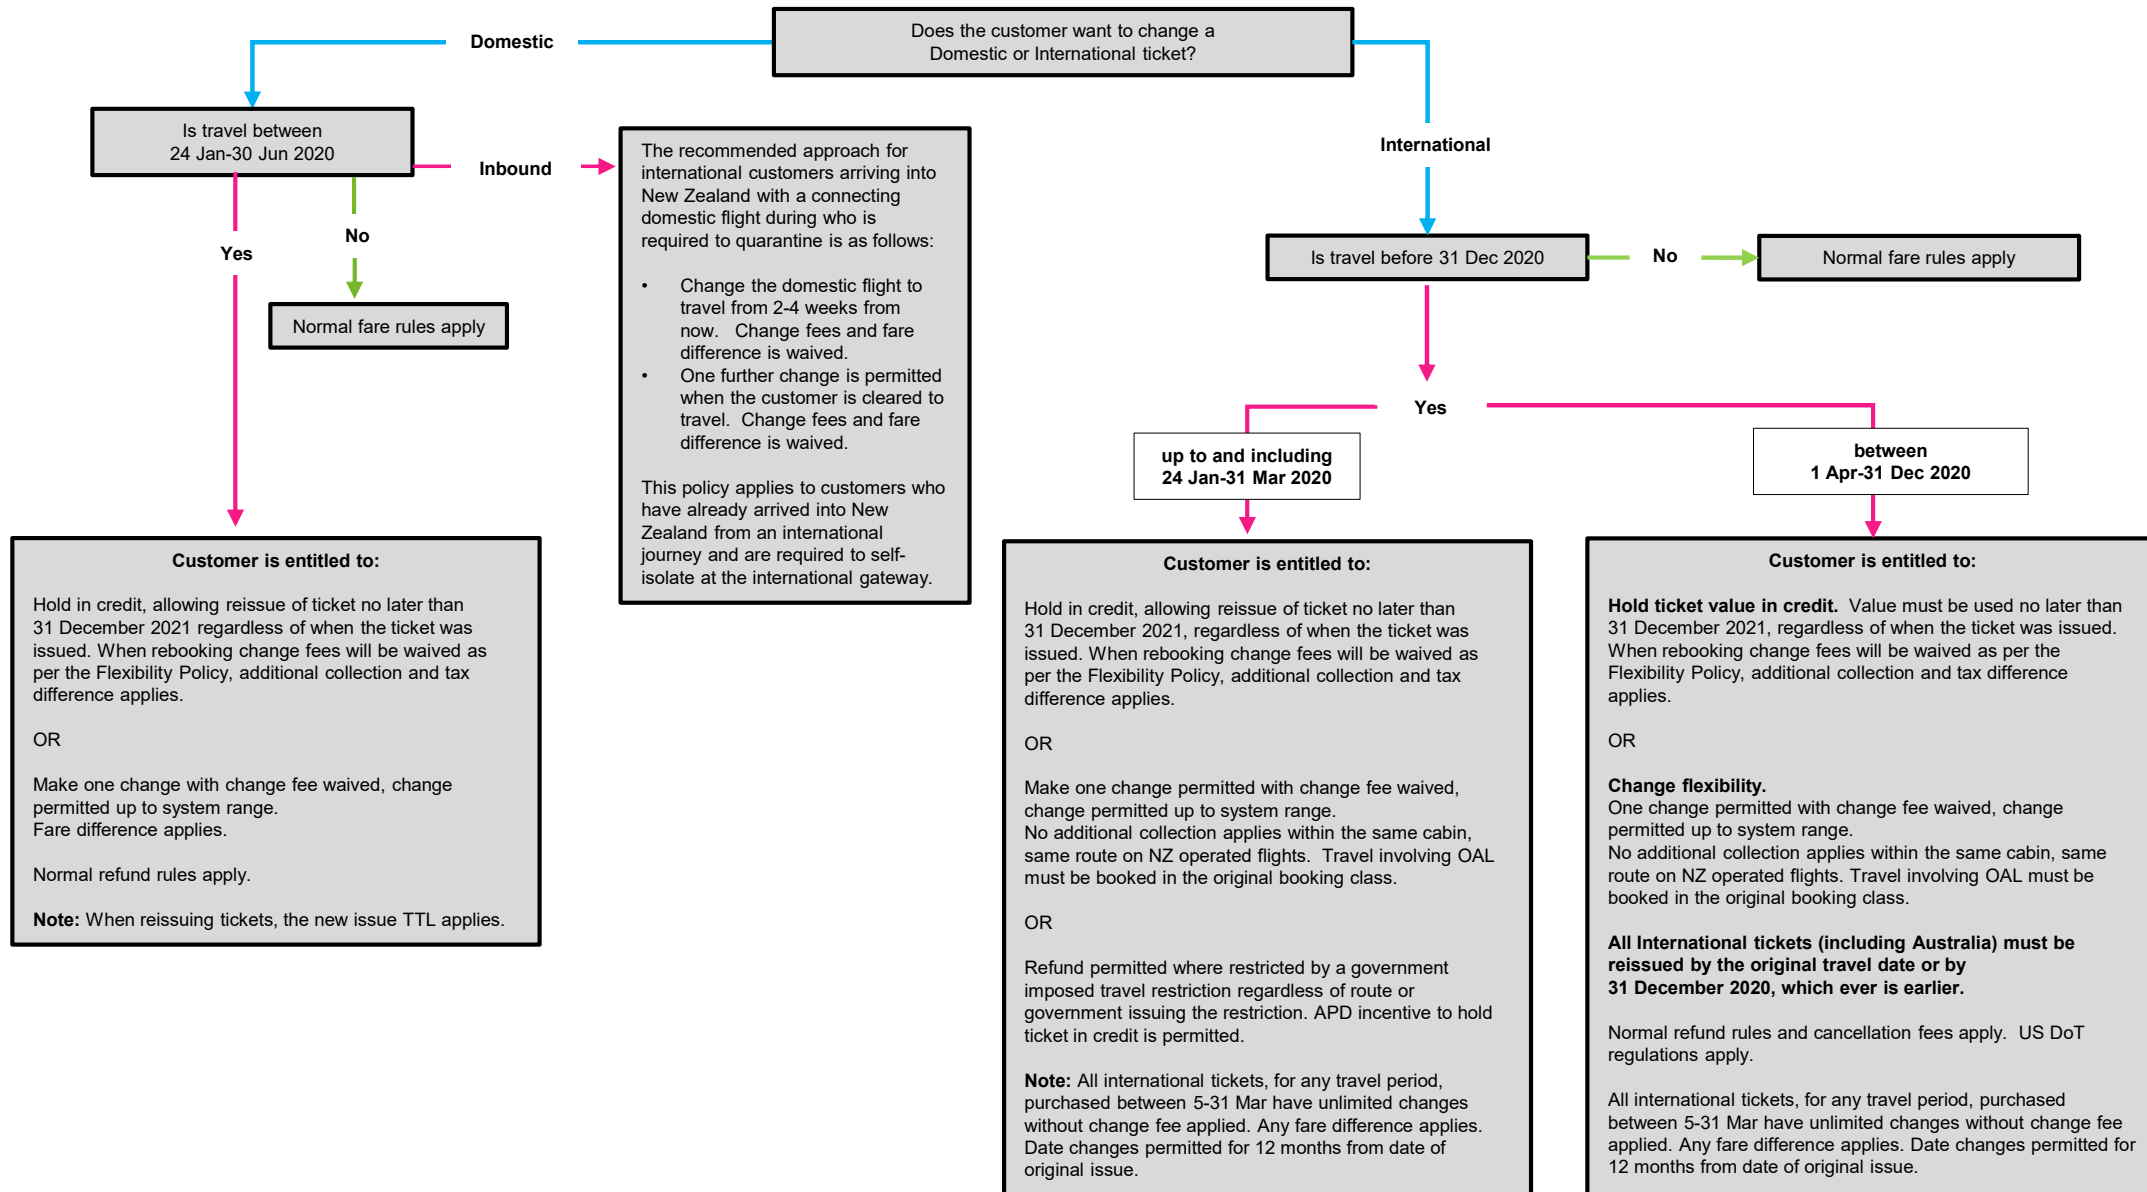 Does the customer want to change a
Domestic or International ticket?
Domestic
International
Is travel between
24 Jan-30 Jun 2020
Inbound
Yes
No
Normal fare rules apply
The recommended approach for
international customers arriving into
New Zealand with a connecting
domestic flight during who is
required to quarantine is as follows:
• Change the domestic flight to
travel from 2-4 weeks from
now. Change fees and fare
difference is waived.
• One further change is permitted
when the customer is cleared to
travel. Change fees and fare
difference is waived.
This policy applies to customers who
have already arrived into New
Zealand from an international
journey and are required to self-
isolate at the international gateway.
Is travel before 31 Dec 2020
No
Normal fare rules apply
Yes
up to and including
24 Jan-31 Mar 2020
between
1 Apr-31 Dec 2020
Customer is entitled to:
Hold in credit, allowing reissue of ticket no later than
31 December 2021 regardless of when the ticket was
issued. When rebooking change fees will be waived as
per the Flexibility Policy, additional collection and tax
difference applies.
OR
Make one change with change fee waived, change
permitted up to system range.
Fare difference applies.
Normal refund rules apply.
Note: When reissuing tickets, the new issue TTL applies.
Customer is entitled to:
Hold in credit, allowing reissue of ticket no later than
31 December 2021, regardless of when the ticket was
issued. When rebooking change fees will be waived as
per the Flexibility Policy, additional collection and tax
difference applies.
OR
Make one change permitted with change fee waived,
change permitted up to system range.
No additional collection applies within the same cabin,
same route on NZ operated flights. Travel involving OAL
must be booked in the original booking class.
OR
Refund permitted where restricted by a government
imposed travel restriction regardless of route or
government issuing the restriction. APD incentive to hold
ticket in credit is permitted.
Note: All international tickets, for any travel period,
purchased between 5-31 Mar have unlimited changes
without change fee applied. Any fare difference applies.
Date changes permitted for 12 months from date of
original issue.
Customer is entitled to:
Hold ticket value in credit. Value must be used no later than
31 December 2021, regardless of when the ticket was issued.
When rebooking change fees will be waived as per the
Flexibility Policy, additional collection and tax difference
applies.
OR
Change flexibility.
One change permitted with change fee waived, change
permitted up to system range.
No additional collection applies within the same cabin, same
route on NZ operated flights. Travel involving OAL must be
booked in the original booking class.
All International tickets (including Australia) must be
reissued by the original travel date or by
31 December 2020, which ever is earlier.
Normal refund rules and cancellation fees apply. US DoT
regulations apply.
All international tickets, for any travel period, purchased
between 5-31 Mar have unlimited changes without change fee
applied. Any fare difference applies. Date changes permitted for
12 months from date of original issue.